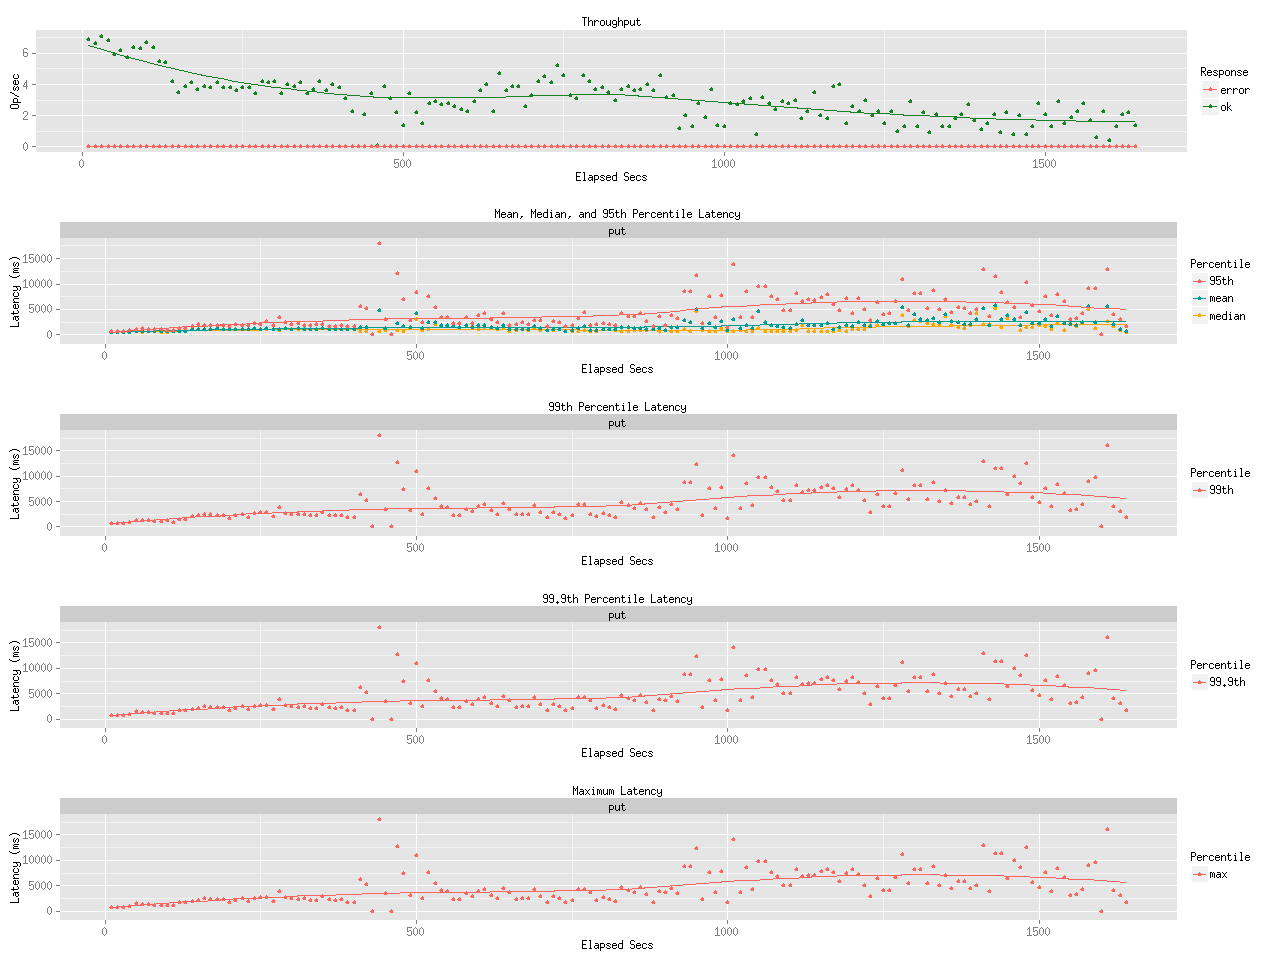 Throughput
6
4
2
0
Op/sec
0 500 1000 1500
Elapsed Secs
Response
error
ok
Mean, Median, and 95th Percentile Latency
put
15000
10000
5000
0
Latency (ms)
0 500 1000 1500
Elapsed Secs
Percentile
95th
mean
median
99th Percentile Latency
put
15000
10000
5000
0
Latency (ms)
0 500 1000 1500
Elapsed Secs
Percentile
99th
99.9th Percentile Latency
put
15000
10000
5000
0
Latency (ms)
0 500 1000 1500
Elapsed Secs
Percentile
99.9th
Maximum Latency
put
15000
10000
5000
0
Latency (ms)
0 500 1000 1500
Elapsed Secs
Percentile
max